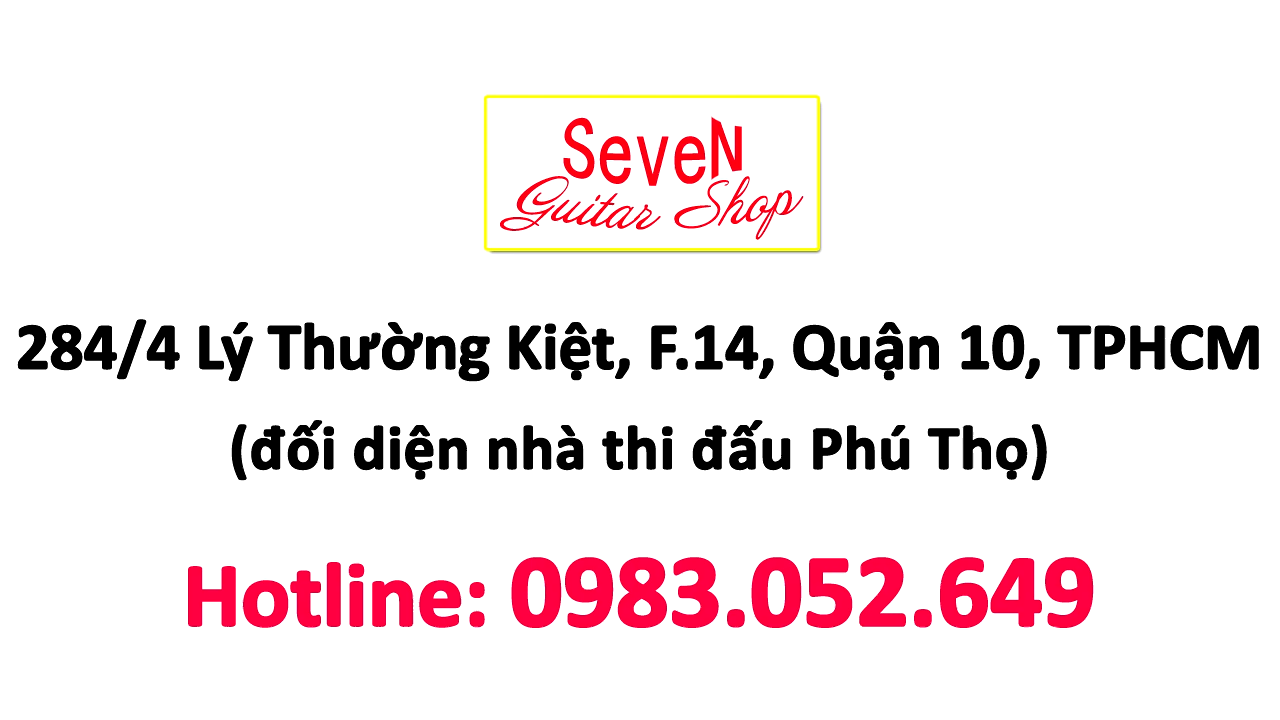 SeveN
Guitar Shop
284/4 Lý Thường Kiệt, F.14, Quận 10, TPHCM
(đối diện nhà thi đấu Phú Thọ)
Hotline: 0983.052.649